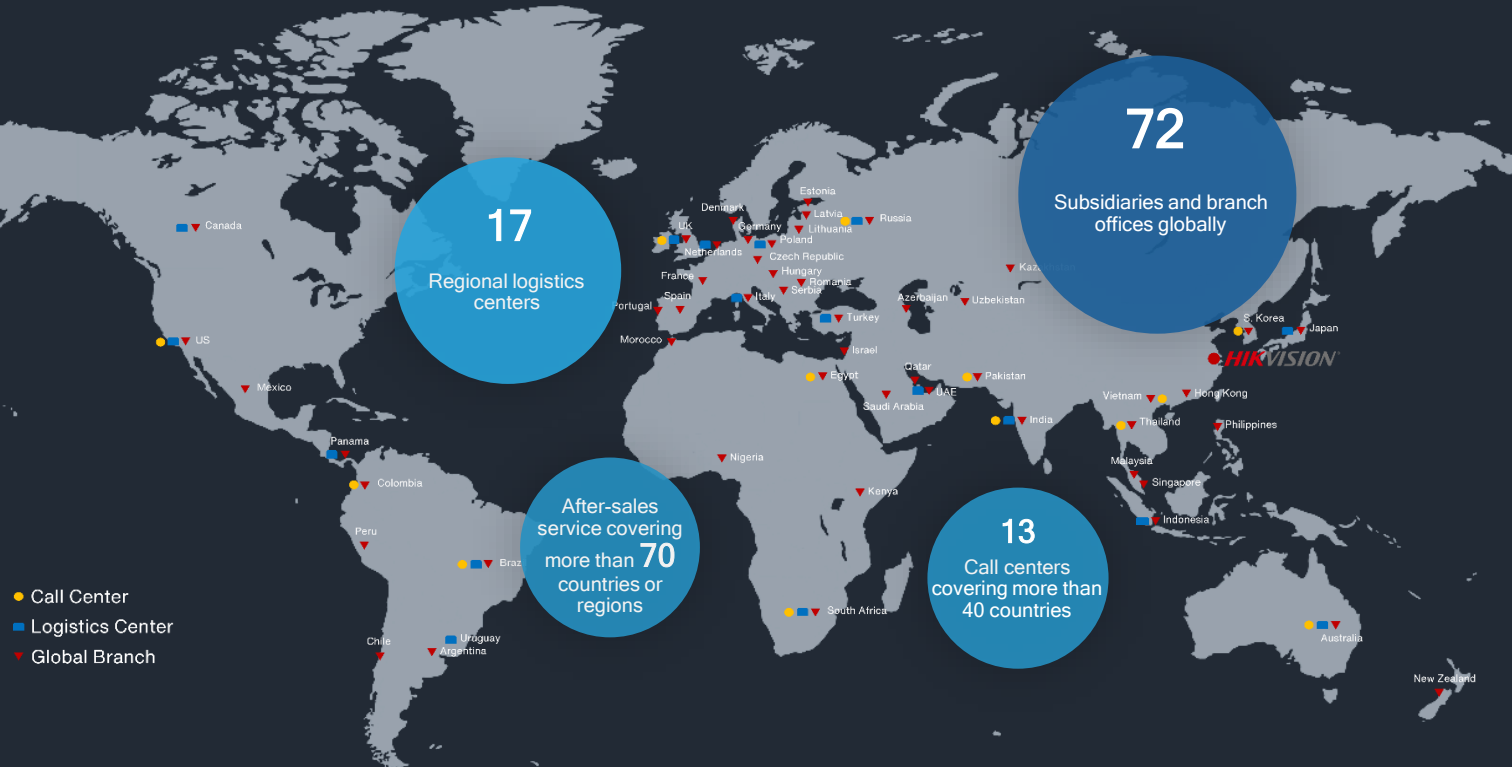 72
Subsidiaries and branch
offices globally
17
Regional logistics
centers
After-sales
service covering
more than 70
countries or
regions
13
Call centers
covering more than
40 countries
Call Center
Logistics Center
Global Branch
Canada
US
México
Panama
Colombia
Peru
Braz
Chile
Uruguay
Argentina
Estonia
Latvia
Lithuania
Denmark
Russia
UK
Germany
Poland
Netherlands
Czech Republic
France
Hungary
Romania
Serbia
Spain
Portugal
Italy
Turkey
Morocco
Azerbaijan
Uzbekistan
Kazakhstan
Israel
Egypt
Qatar
UAE
Saudi Arabia
Pakistan
India
Nigeria
Kenya
South Africa
S. Korea
Japan
HIKVISION®
Vietnam
Hong Kong
Thailand
Philippines
Malaysia
Singapore
Indonesia
Australia
New Zealand